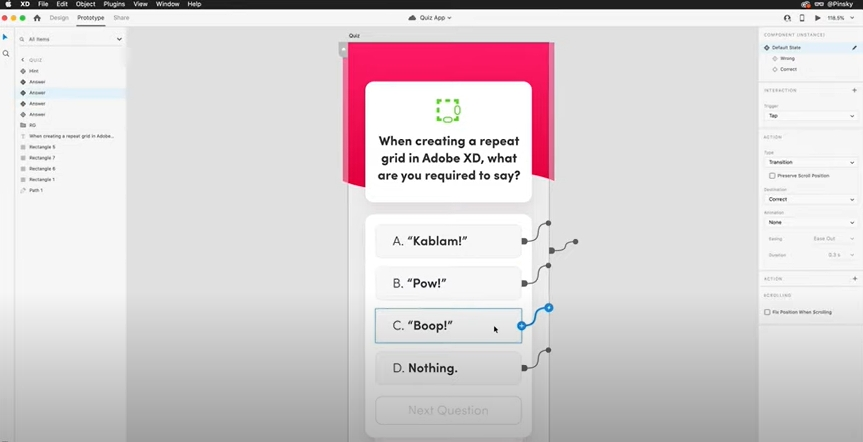 XD File Edit Object Plugins View Window Help
@Pinsky
Design Prototype Share
Quiz App
118.5%
All Items
QUIZ
Hint
Answer
Answer
Answer
Answer
XD
When creating a repeat grid in Adobe...
Rectangle 5
Rectangle 7
Rectangle 6
Rectangle 1
Path 1
Quiz
When creating a repeat
grid in Adobe XD, what
are you required to say?
A. “Kablam!”
B. “Pow!”
C. “Boop!”
D. Nothing.
Next Question
COMPONENT (INSTANCE)
Default State
Wrong
Correct
INTERACTION
Trigger
Tap
ACTION
Type
Transition
Preserve Scroll Position
Destination
Correct
Animation
None
Easing Ease Out
Duration 0.3 s
ACTION
SCROLLING
Fix Position When Scrolling